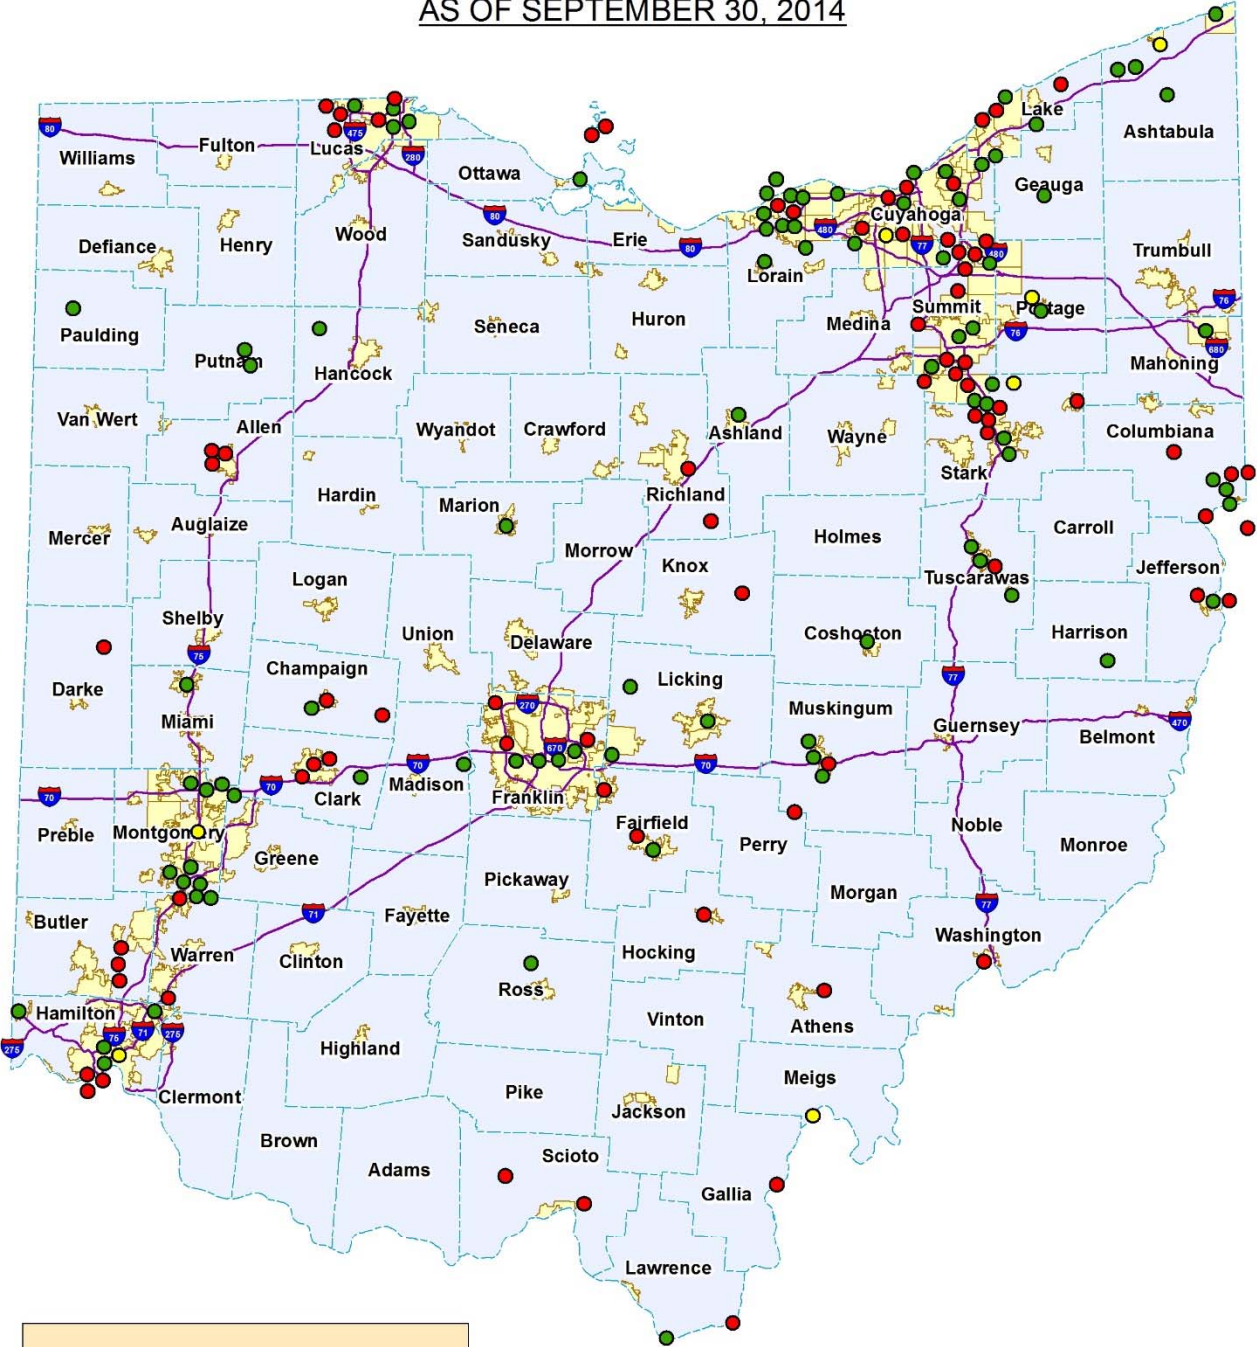 AS OF SEPTEMBER 30, 2014
Lake
Ashtabula
80
Williams
Fulton
Lucas
475
280
Ottawa
Geauga
Cuyahoga
480
77
480
Defiance
Henry
Wood
80
Sandusky
Erie
80
Lorain
Trumbull
Paulding
Putnam
Hancock
Seneca
Huron
Medina
Summit
Portage
76
76
680
Mahoning
Van Wert
Allen
Wyandot
Crawford
Ashland
Wayne
Stark
Columbiana
Mercer
Auglaize
Hardin
Marion
Morrow
Richland
Knox
Holmes
Carroll
Jefferson
Tuscarawas
Logan
Shelby
75
Union
Delaware
Coshocton
Harrison
Darke
Champaign
Miami
Licking
270
670
Muskingum
77
Guernsey
Belmont
470
70
70
Clark
70
Madison
Franklin
70
Preble
Montgomery
Greene
Fairfield
Perry
Noble
Monroe
Pickaway
Morgan
Butler
71
Fayette
77
Washington
Warren
Clinton
Hocking
Ross
Hamilton
275
75
71
275
Highland
Vinton
Athens
Clermont
Pike
Jackson
Meigs
Brown
Adams
Scioto
Gallia
Lawrence